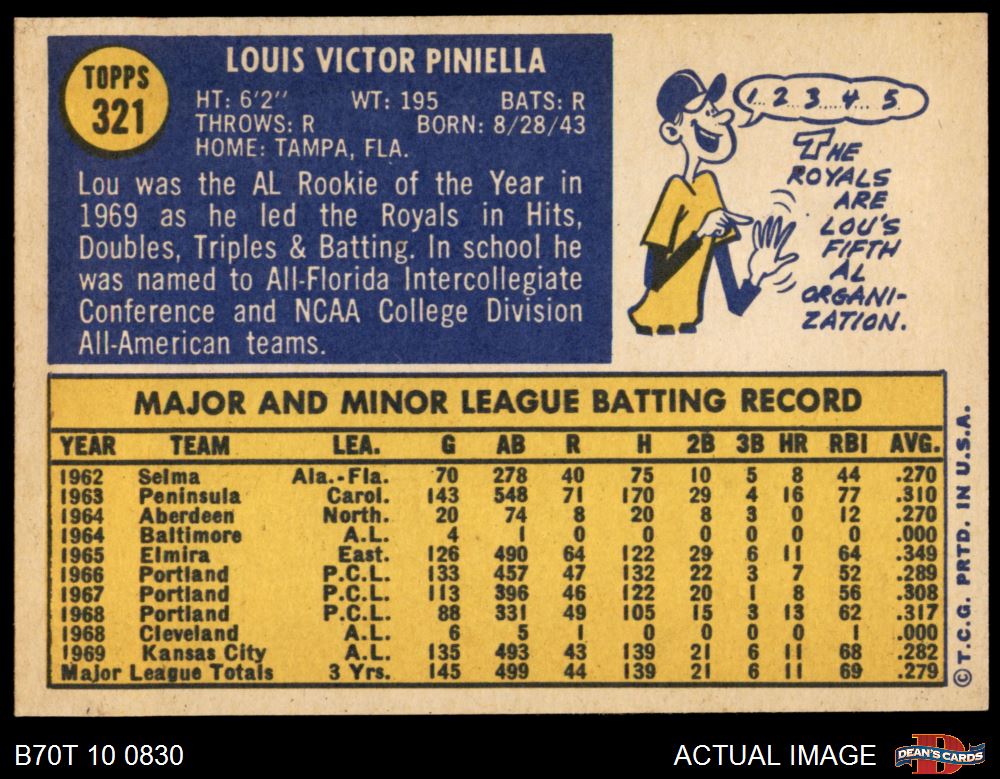 TOPPS
321
LOUIS VICTOR PINIELLA
HT: 6'2" WT: 195 BATS: R
THROWS: R BORN: 8/28/43
HOME: TAMPA, FLA.
Lou was the AL Rookie of the Year in
1969 as he led the Royals in Hits,
Doubles, Triples & Batting. In school he
was named to All-Florida Intercollegiate
Conference and NCAA College Division
All-American teams.
1 .. 2 .. 3 ... 4 .. 5
THE
ROYALS
ARE
LOU'S
FIFTH
AL
ORGANI-
ZATION.
MAJOR AND MINOR LEAGUE BATTING RECORD
YEAR TEAM LEA. G AB R H 2B 3B HR RBI AVG.
1962 Selma Ala.-Fla. 70 278 40 75 10 5 8 44 .270
1963 Peninsula Carol. 143 548 71 170 29 4 16 77 .310
1964 Aberdeen North. 20 74 8 20 8 3 0 12 .270
1964 Baltimore A.L. 4 1 0 0 0 0 0 0 .000
1965 Elmira East. 126 490 64 122 29 6 11 64 .349
1966 Portland P.C.L. 133 457 47 132 22 3 7 52 .289
1967 Portland P.C.L. 113 396 46 122 20 1 8 56 .308
1968 Portland P.C.L. 88 331 49 105 15 3 13 62 .317
1968 Cleveland A.L. 6 5 1 0 0 0 0 1 .000
1969 Kansas City A.L. 135 493 43 139 21 6 11 68 .282
Major League Totals 3 Yrs. 145 499 44 139 21 6 11 69 .279
© T.C.G. PRTD. IN U.S.A.
B70T 10 0830
ACTUAL IMAGE
D
DEAN'S CARDS